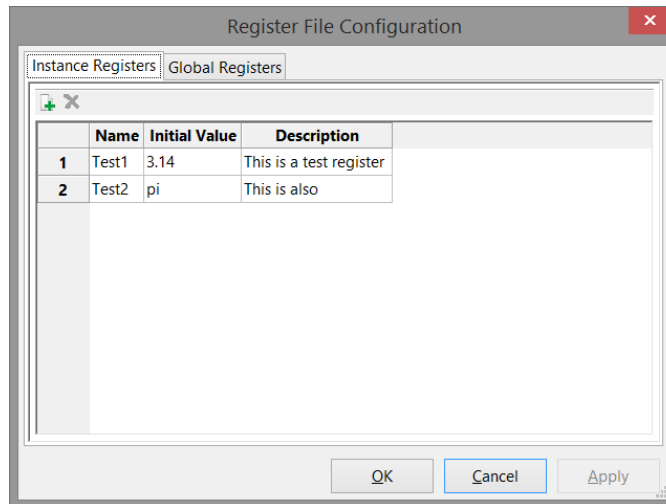 Register File Configuration
Instance Registers Global Registers
Name Initial Value Description
1 Test1 3.14 This is a test register
2 Test2 pi This is also
OK Cancel Apply